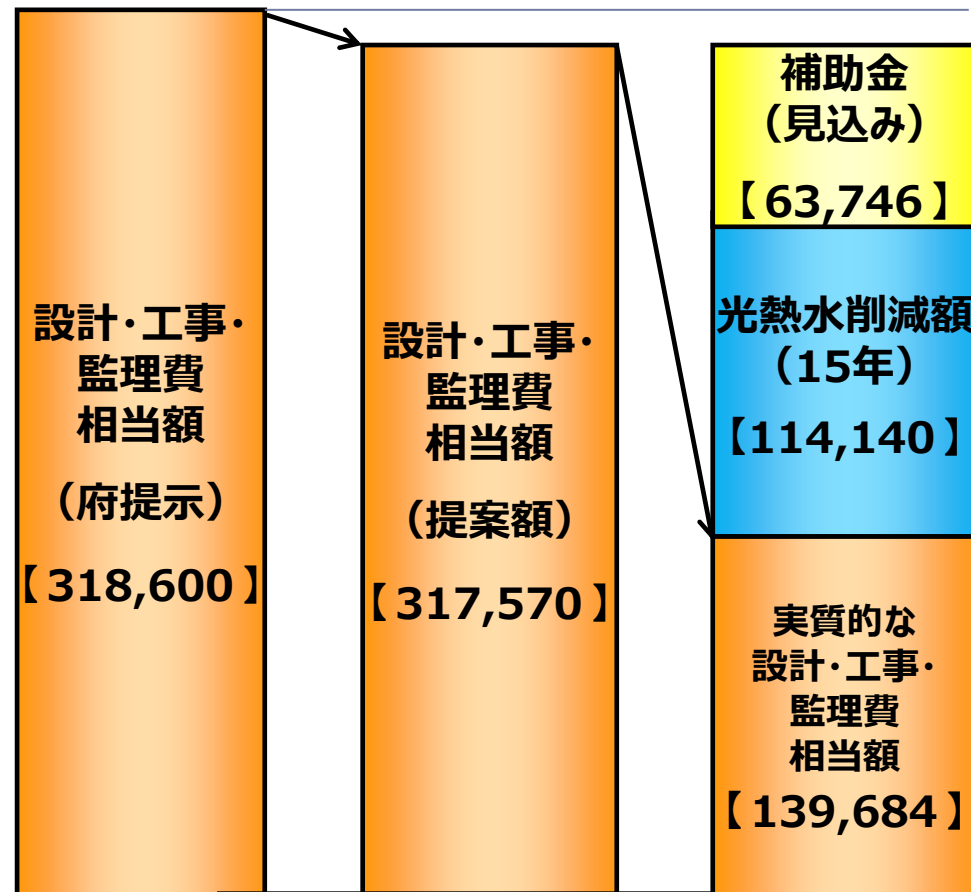 設計･工事･
監理費
相当額
（府提示）
【318,600】
設計･工事･
監理費
相当額
（提案額）
【317,570】
補助金
（見込み）
【63,746】
光熱水削減額
（15年）
【114,140】
実質的な
設計･工事･
監理費
相当額
【139,684】